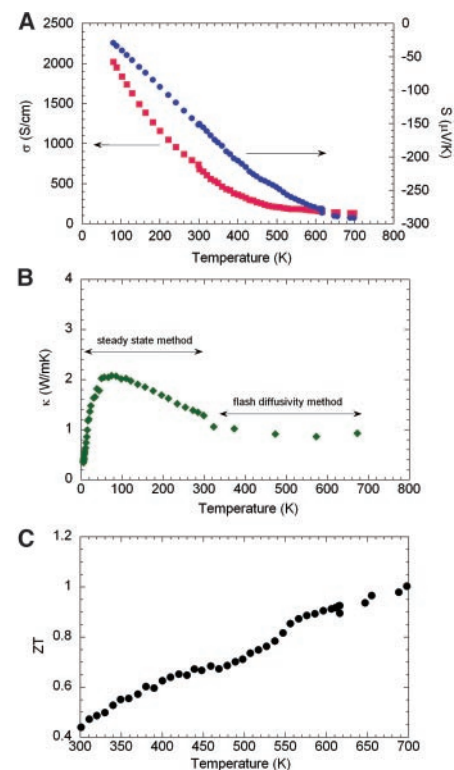 A
2500
2000
1500
1000
500
0
σ (S/cm)
0
-50
-100
-150
-200
-250
-300
S (μV/K)
0 100 200 300 400 500 600 700 800
Temperature (K)
B
4
3
2
1
0
κ (W/mK)
steady state method
flash diffusivity method
0 100 200 300 400 500 600 700 800
Temperature (K)
C
1.2
1
0.8
0.6
0.4
ZT
300 350 400 450 500 550 600 650 700
Temperature (K)